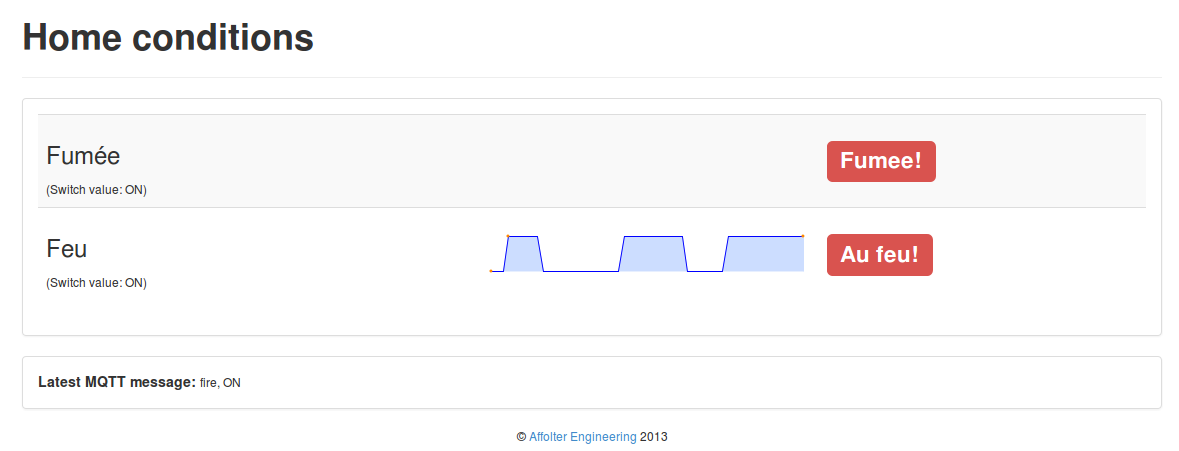 Home conditions
Fumée
Fumee!
(Switch value: ON)
Feu
Au feu!
(Switch value: ON)
Latest MQTT message: fire, ON
© Affolter Engineering 2013